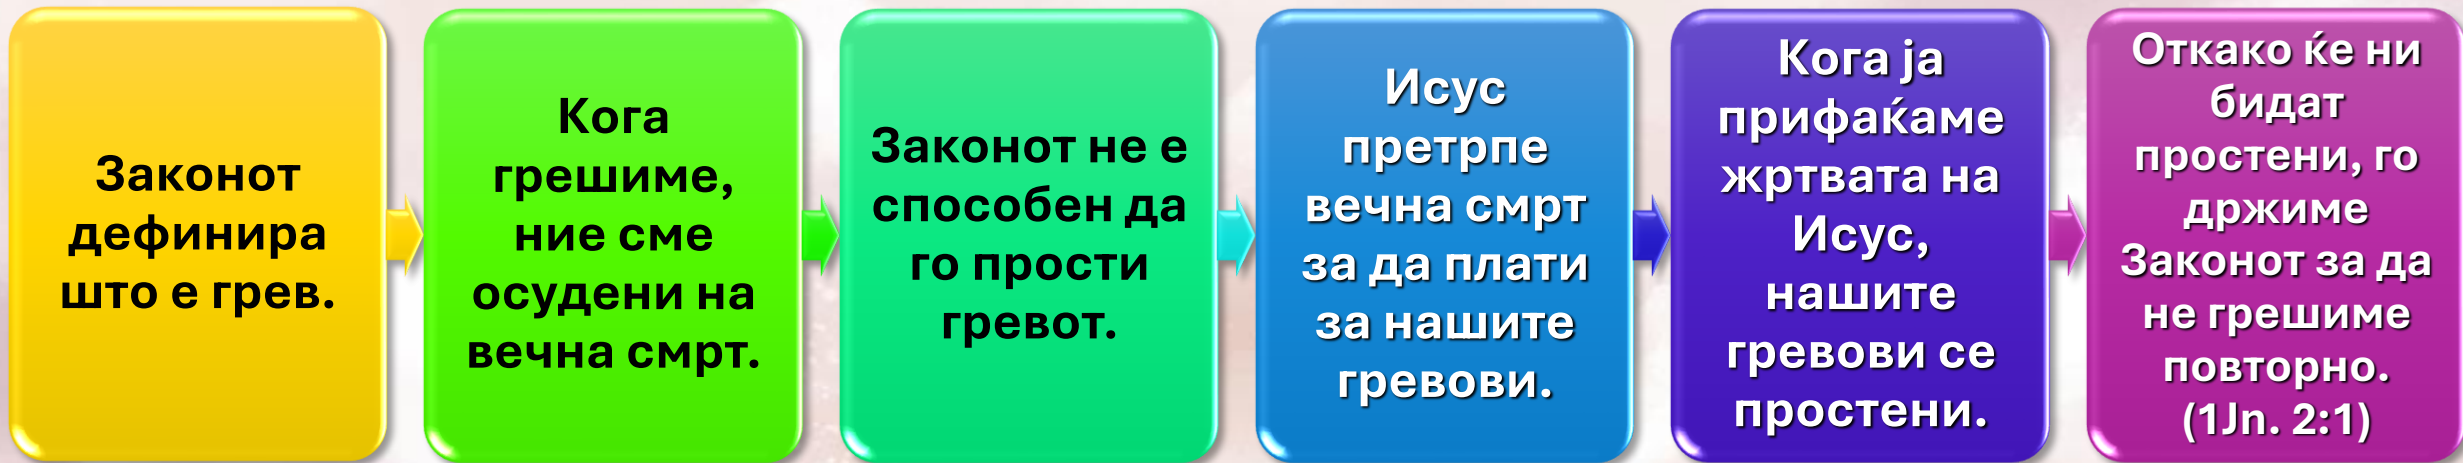 Законот
дефинира
што е грев.
Кога
грешиме,
ние сме
осудени на
вечна смрт.
Законот не е
способен да
го прости
гревот.
Исус
претрпе
вечна смрт
за да плати
за нашите
гревови.
Кога ја
прифаќаме
жртвата на
Исус,
нашите
гревови се
простени.
Откако ќе ни
бидат
простени, го
држиме
Законот за да
не грешиме
повторно.
(1Jn. 2:1)